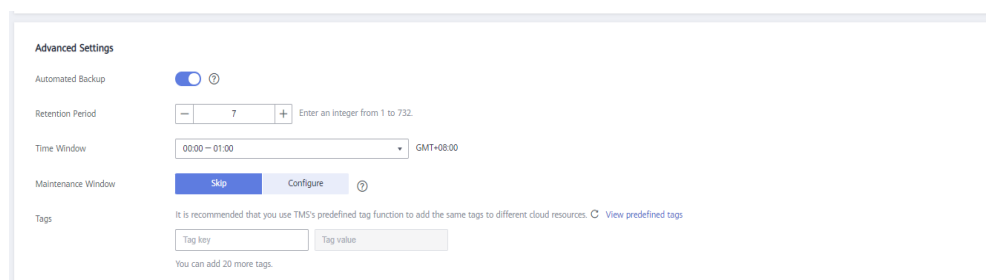 Advanced Settings
Automated Backup
Retention Period 7 Enter an integer from 1 to 732.
Time Window 00:00 — 01:00 GMT+08:00
Maintenance Window Skip Configure
Tags It is recommended that you use TMS's predefined tag function to add the same tags to different cloud resources. View predefined tags
Tag key Tag value
You can add 20 more tags.